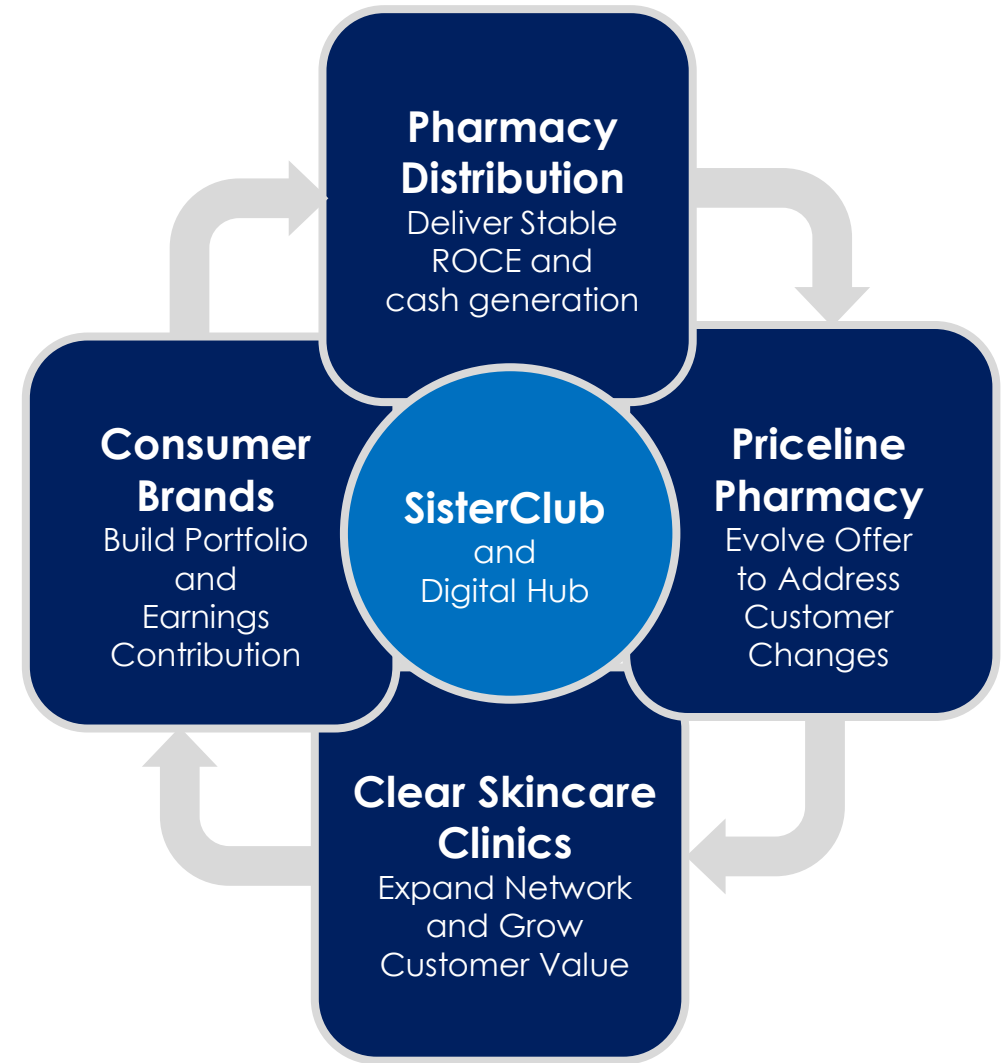 Pharmacy
Distribution
Deliver Stable
ROCE and
cash generation
Consumer
Brands
Build Portfolio
and
Earnings
Contribution
SisterClub
and
Digital Hub
Priceline
Pharmacy
Evolve Offer
to Address
Customer
Changes
Clear Skincare
Clinics
Expand Network
and Grow
Customer Value